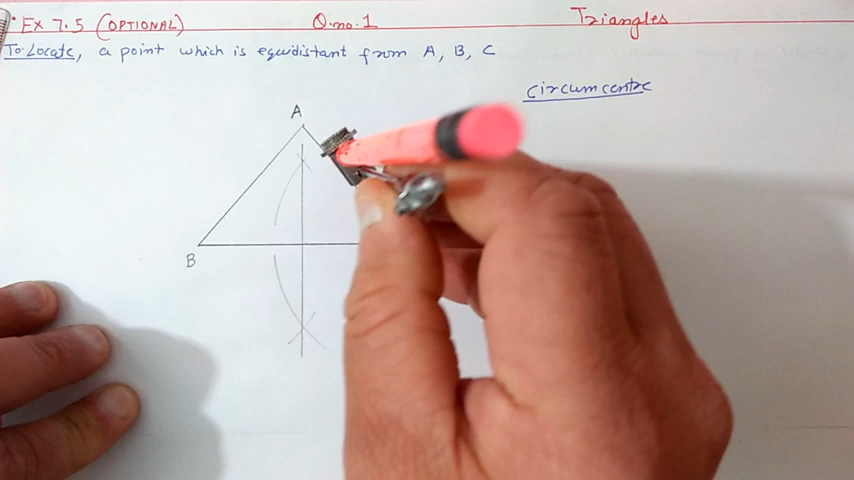 Ex 7.5 (OPTIONAL) Q.no.1 Triangles
To Locate, a point which is equidistant from A, B, C
circumcentre
A
B